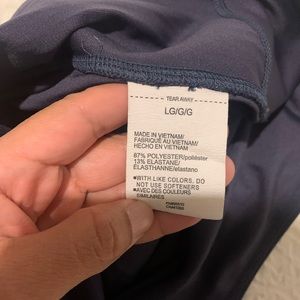 TEAR AWAY
LG/G/G
MADE IN VIETNAM/
FABRIQUÉ AU VIETNAM/
HECHO EN VIETNAM
87% POLYESTER/poliéster
13% ELASTANE/
ÉLASTHANNE/elastano
●WITH LIKE COLORS. DO
NOT USE SOFTENERS
●AVEC DES COULEURS
SIMILAIRES